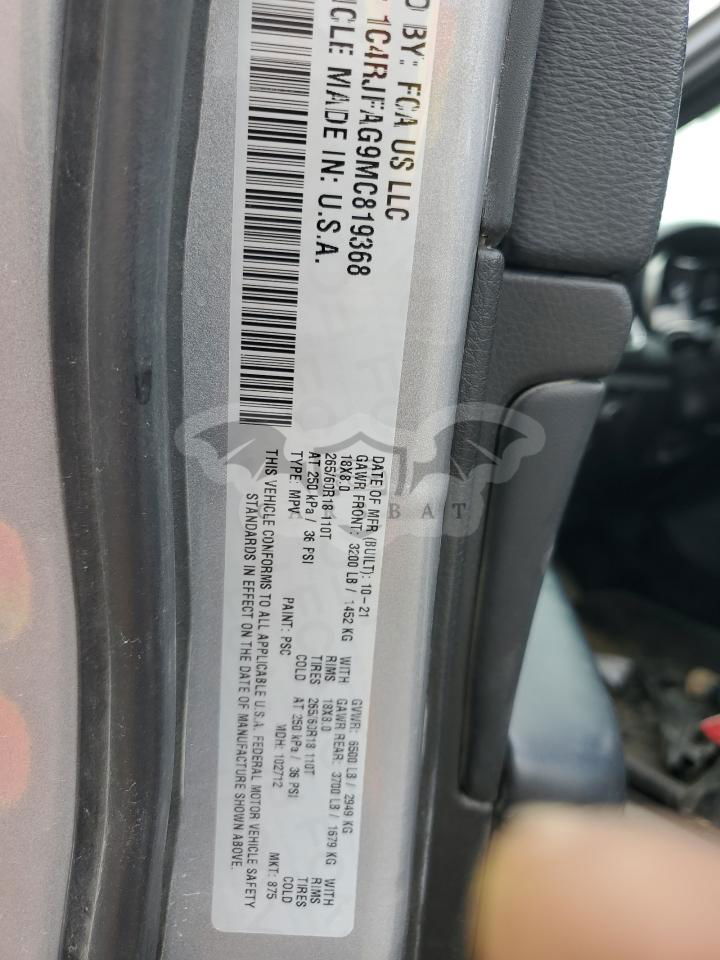 D BY: FCA US LLC
1C4RJFAG9MC819368
ICLE MADE IN: U.S.A.
DATE OF MFR (BUILT): 10-21 GVWR: 6500 LB / 2949 KG
GAWR FRONT: 3200 LB / 1452 KG WITH GAWR REAR: 3700 LB / 1679 KG WITH
18X8.0 RIMS 18X8.0 RIMS
265/60R18 110T TIRES 265/60R18 110T TIRES
AT 250 kPa / 36 PSI COLD AT 250 kPa / 36 PSI COLD
TYPE: MPV PAINT: PSC MDH: 102712 MKT: 875
THIS VEHICLE CONFORMS TO ALL APPLICABLE U.S.A. FEDERAL MOTOR VEHICLE SAFETY
STANDARDS IN EFFECT ON THE DATE OF MANUFACTURE SHOWN ABOVE.